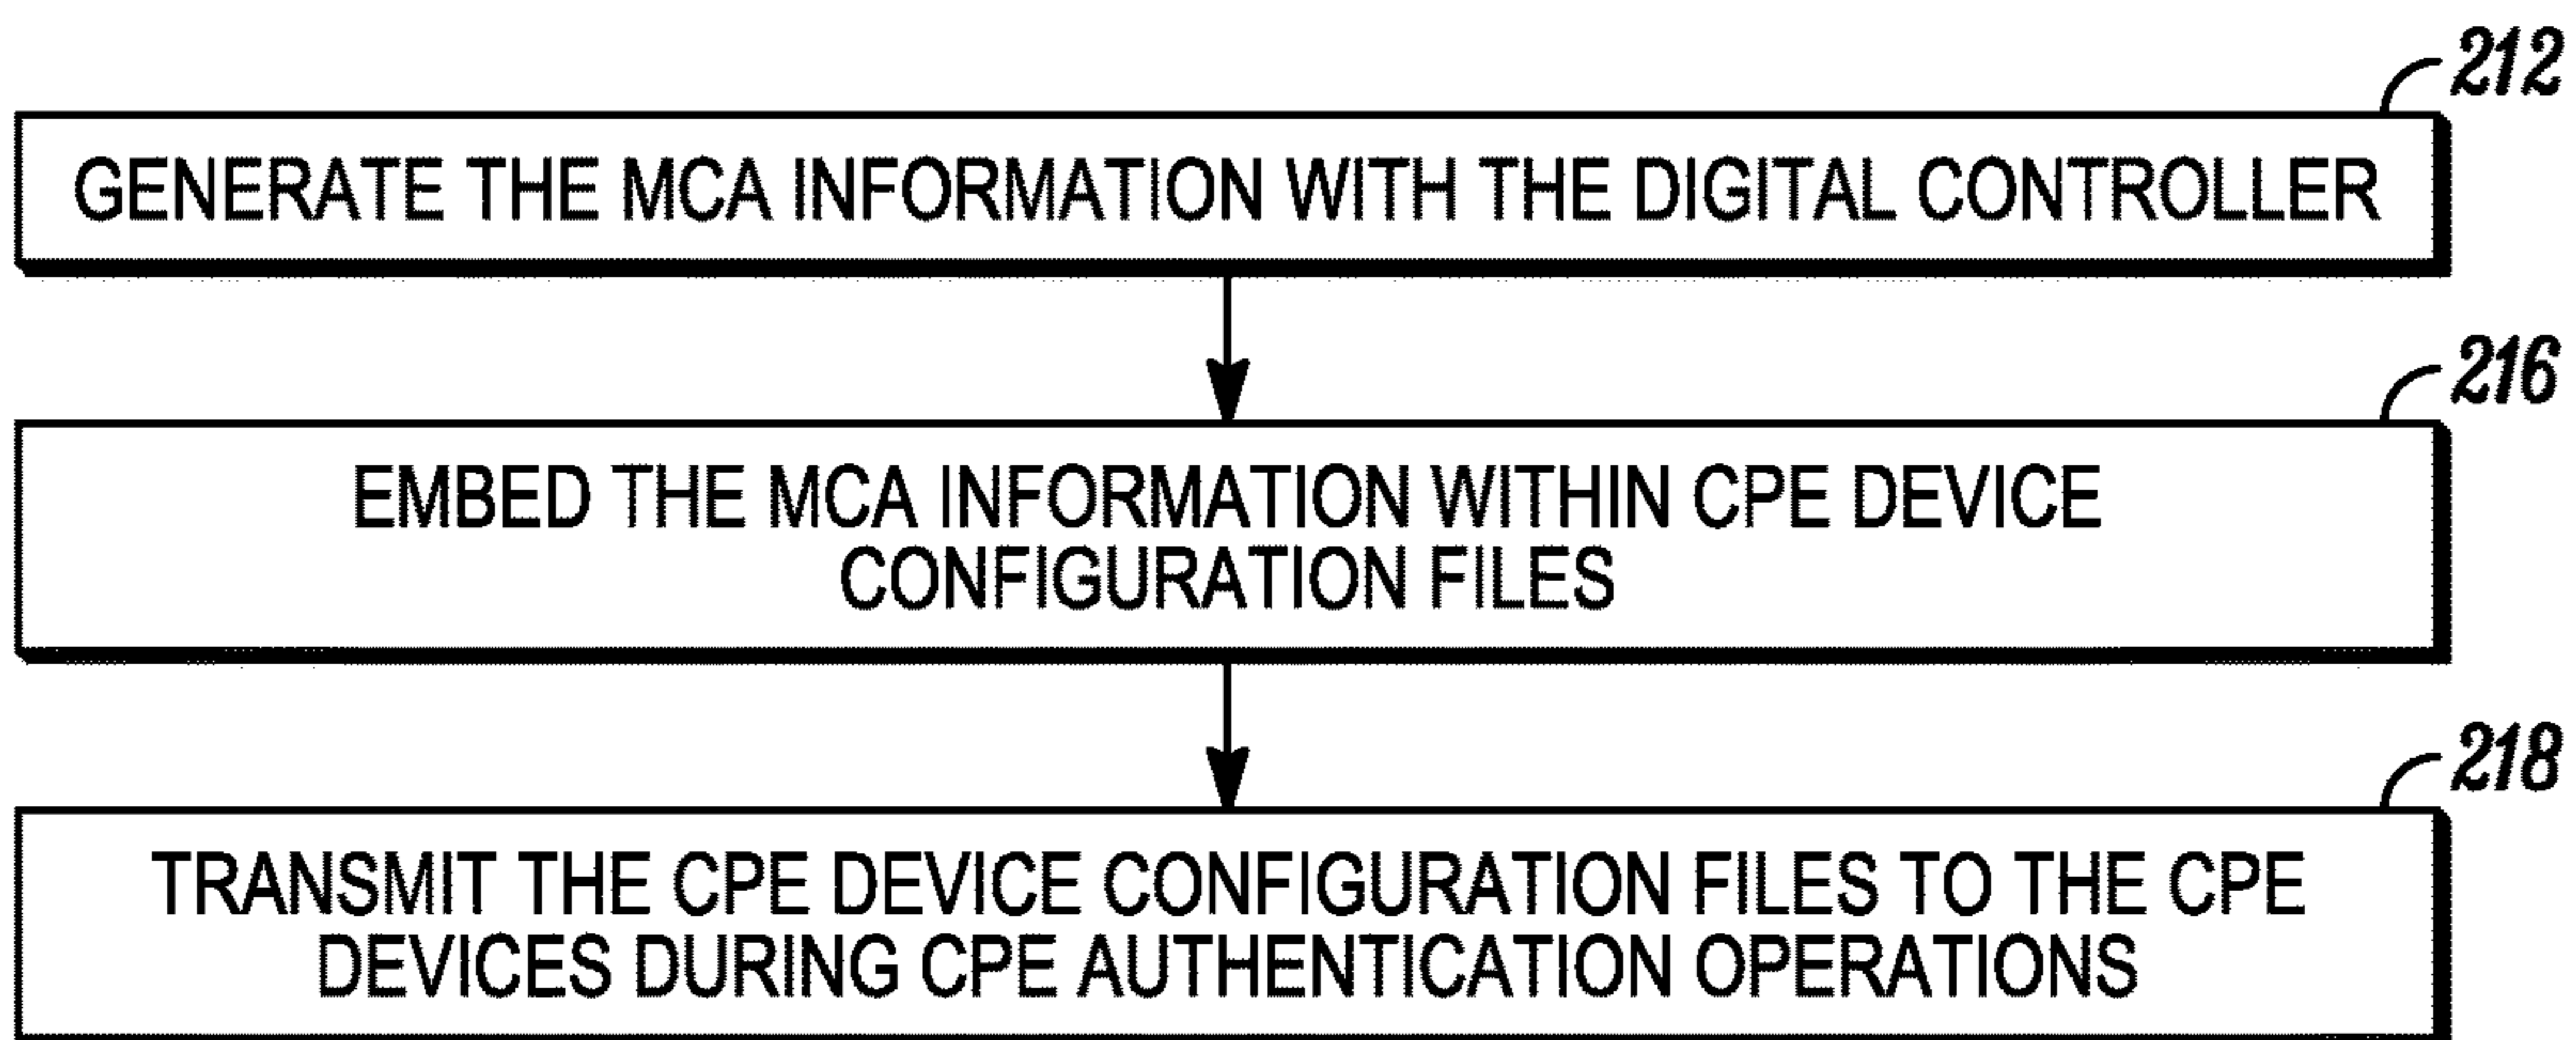 212
GENERATE THE MCA INFORMATION WITH THE DIGITAL CONTROLLER
216
EMBED THE MCA INFORMATION WITHIN CPE DEVICE
CONFIGURATION FILES
218
TRANSMIT THE CPE DEVICE CONFIGURATION FILES TO THE CPE
DEVICES DURING CPE AUTHENTICATION OPERATIONS